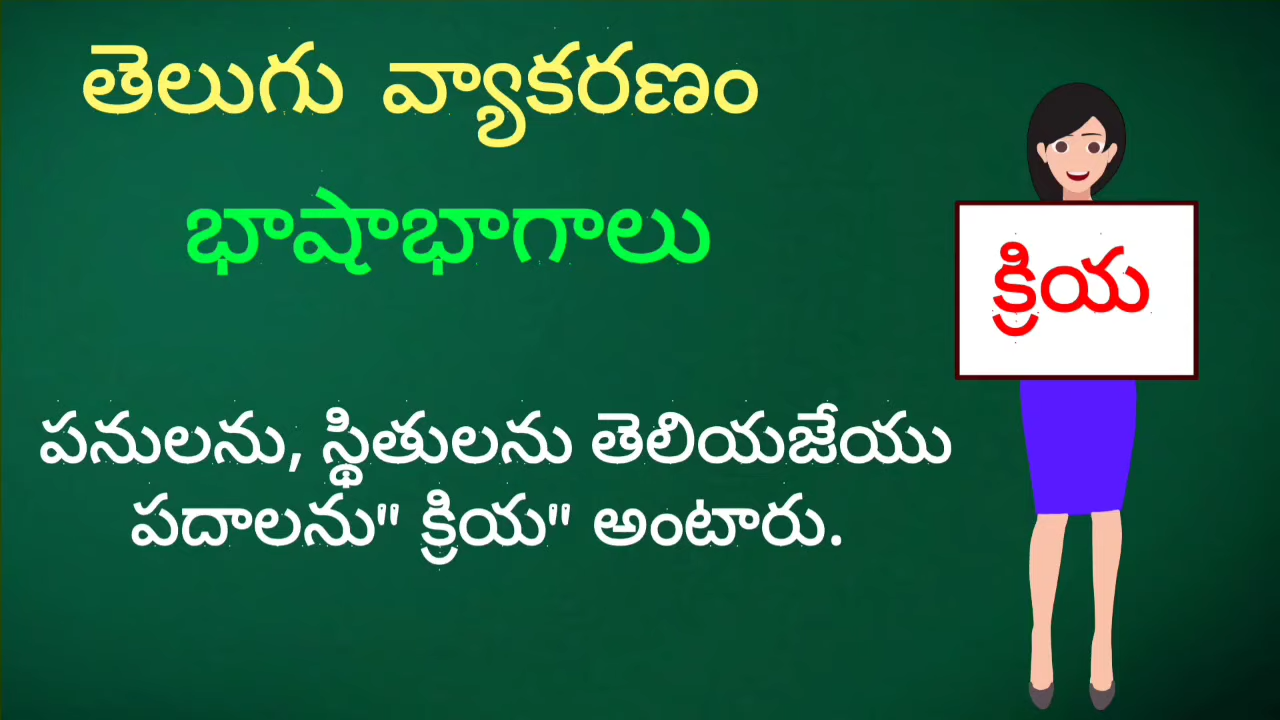 తెలుగు వ్యాకరణం
భాషాభాగాలు
క్రియ
పనులను, స్థితులను తెలియజేయు
పదాలను" క్రియ" అంటారు.